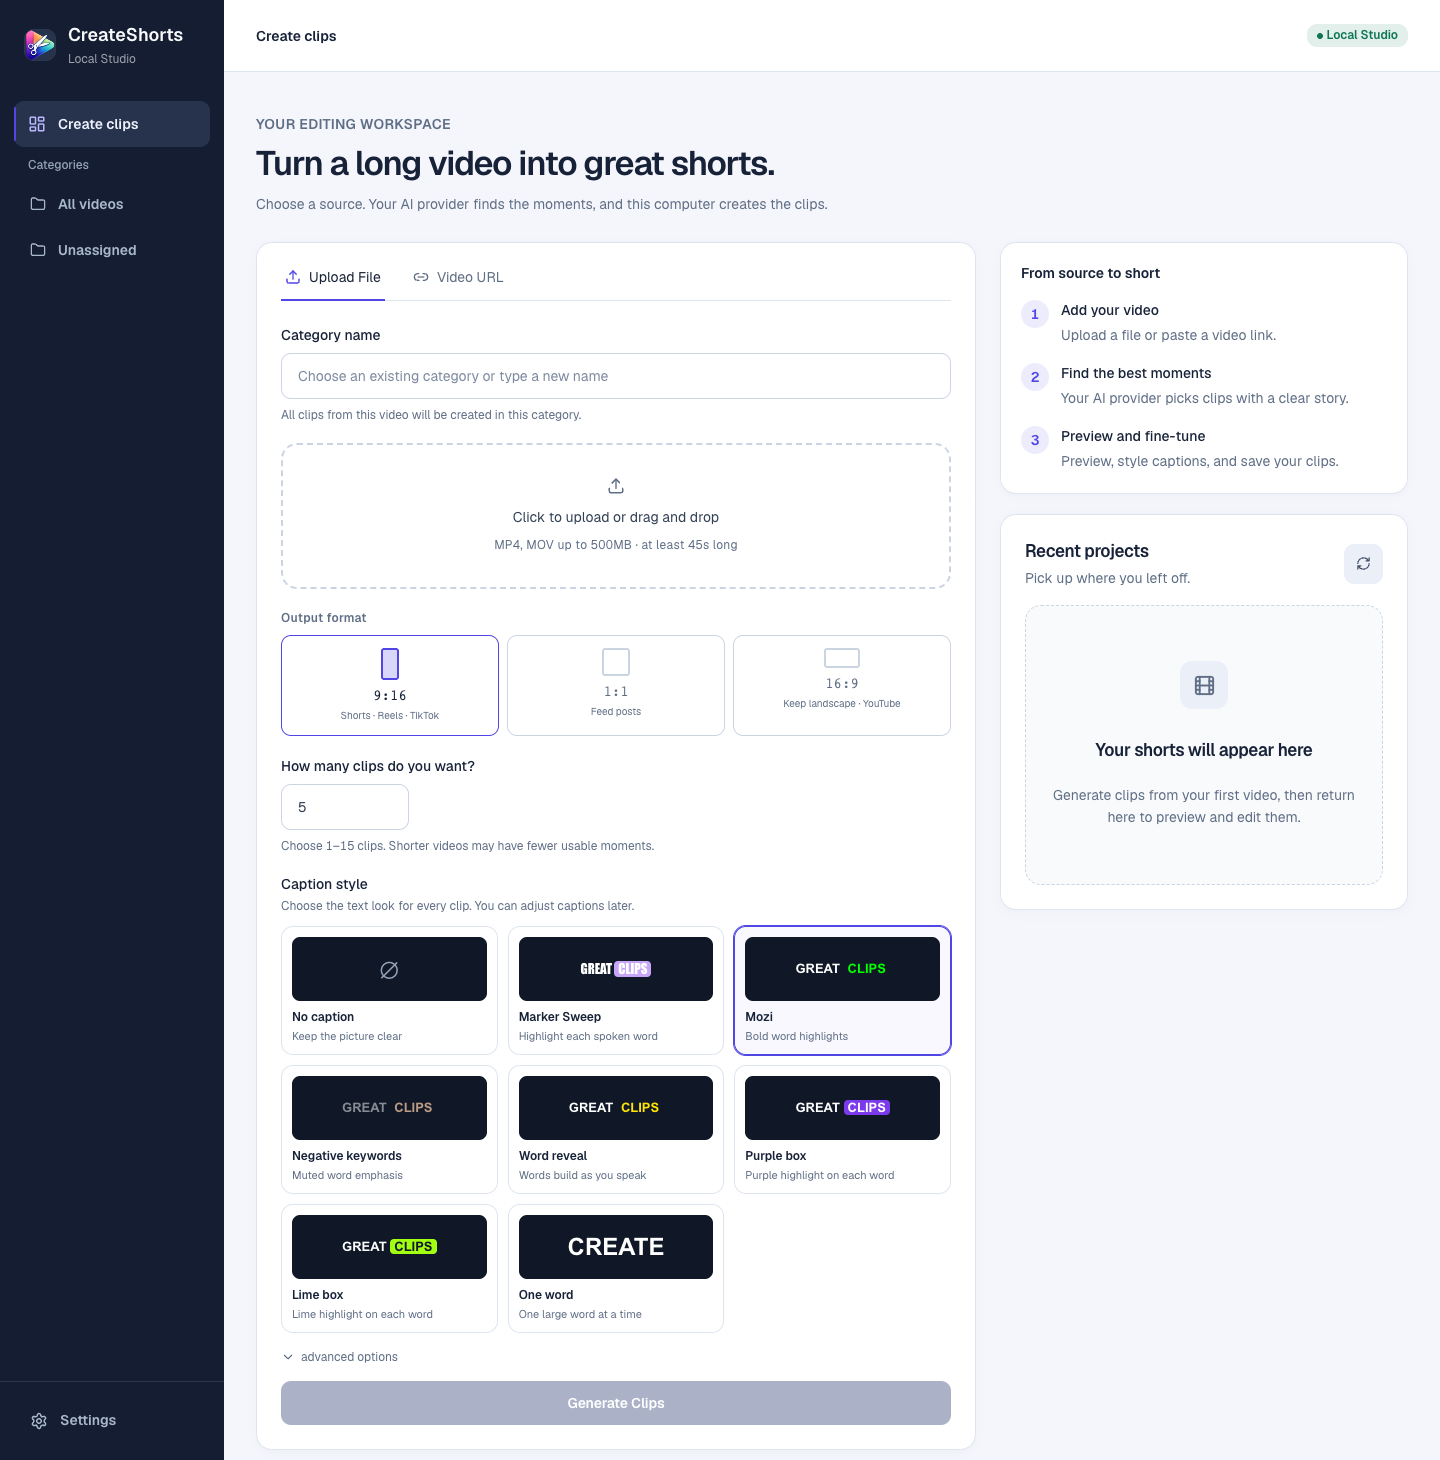 CreateShorts
Local Studio
Create clips
Categories
All videos
Unassigned
Settings
Create clips
Local Studio
YOUR EDITING WORKSPACE
Turn a long video into great shorts.
Choose a source. Your AI provider finds the moments, and this computer creates the clips.
Upload File
Video URL
Category name
Choose an existing category or type a new name
All clips from this video will be created in this category.
Click to upload or drag and drop
MP4, MOV up to 500MB · at least 45s long
Output format
9:16
Shorts · Reels · TikTok
1:1
Feed posts
16:9
Keep landscape · YouTube
How many clips do you want?
5
Choose 1–15 clips. Shorter videos may have fewer usable moments.
Caption style
Choose the text look for every clip. You can adjust captions later.
No caption
Keep the picture clear
GREAT CLIPS
Marker Sweep
Highlight each spoken word
GREAT CLIPS
Mozi
Bold word highlights
GREAT CLIPS
Negative keywords
Muted word emphasis
GREAT CLIPS
Word reveal
Words build as you speak
GREAT CLIPS
Purple box
Purple highlight on each word
GREAT CLIPS
Lime box
Lime highlight on each word
CREATE
One word
One large word at a time
advanced options
Generate Clips
From source to short
1
Add your video
Upload a file or paste a video link.
2
Find the best moments
Your AI provider picks clips with a clear story.
3
Preview and fine-tune
Preview, style captions, and save your clips.
Recent projects
Pick up where you left off.
Your shorts will appear here
Generate clips from your first video, then return
here to preview and edit them.